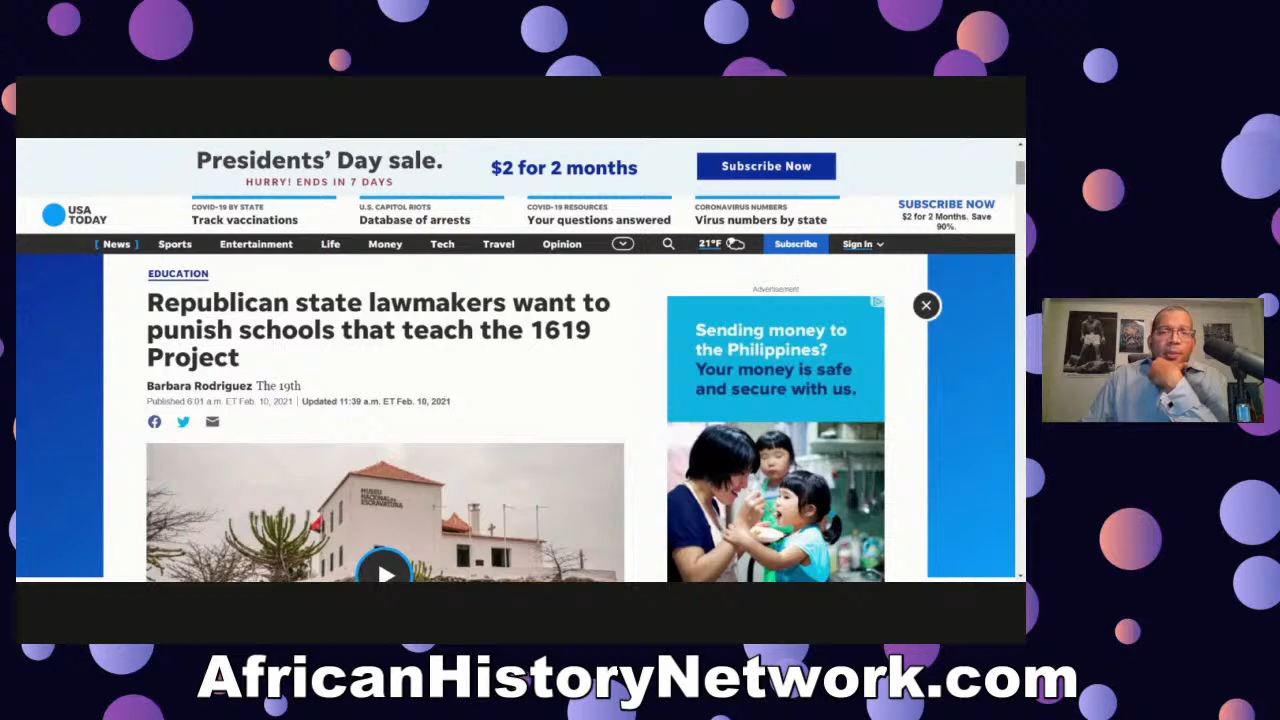 Presidents’ Day sale.
HURRY! ENDS IN 7 DAYS
$2 for 2 months
Subscribe Now
USA
TODAY
COVID-19 BY STATE
Track vaccinations
U.S. CAPITOL RIOTS
Database of arrests
COVID-19 RESOURCES
Your questions answered
CORONAVIRUS NUMBERS
Virus numbers by state
SUBSCRIBE NOW
$2 for 2 Months. Save
90%.
[ News ] Sports Entertainment Life Money Tech Travel Opinion 21°F Subscribe Sign In
EDUCATION
Republican state lawmakers want to
punish schools that teach the 1619
Project
Barbara Rodriguez The 19th
Published 6:01 a.m. ET Feb. 10, 2021 | Updated 11:39 a.m. ET Feb. 10, 2021
MUSEU
NACIONAL DA
ESCRAVATURA
Advertisement
Sending money to
the Philippines?
Your money is safe
and secure with us.
AfricanHistoryNetwork.com